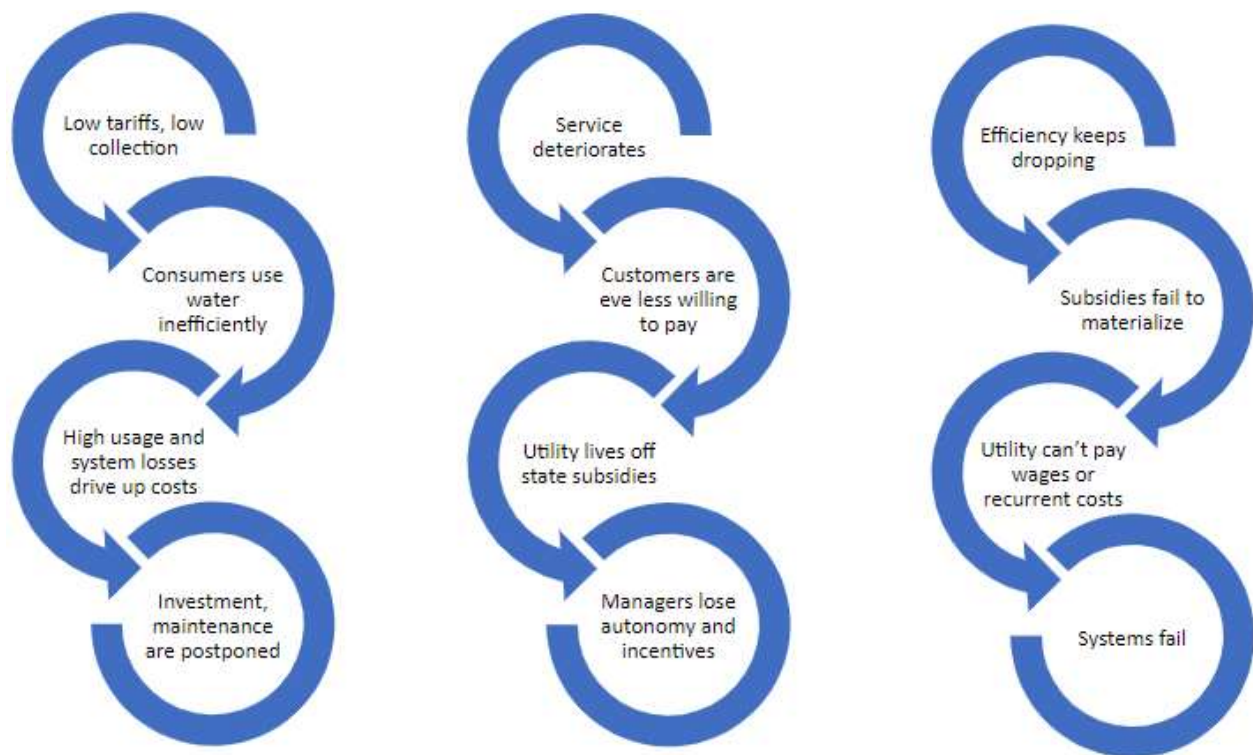 Low tariffs, low
collection
Consumers use
water
inefficiently
High usage and
system losses
drive up costs
Investment,
maintenance
are postponed
Service
deteriorates
Customers are
eve less willing
to pay
Utility lives off
state subsidies
Managers lose
autonomy and
incentives
Efficiency keeps
dropping
Subsidies fail to
materialize
Utility can’t pay
wages or
recurrent costs
Systems fail